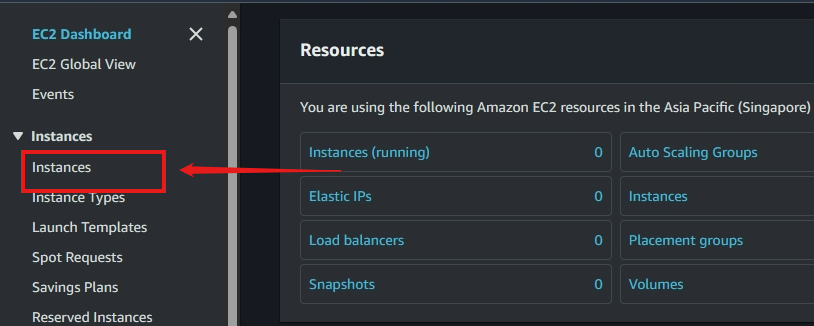 EC2 Dashboard
EC2 Global View
Events
Instances
Instances
Instance Types
Launch Templates
Spot Requests
Savings Plans
Reserved Instances
Resources
You are using the following Amazon EC2 resources in the Asia Pacific (Singapore)
Instances (running) 0 Auto Scaling Groups
Elastic IPs 0 Instances
Load balancers 0 Placement groups
Snapshots 0 Volumes